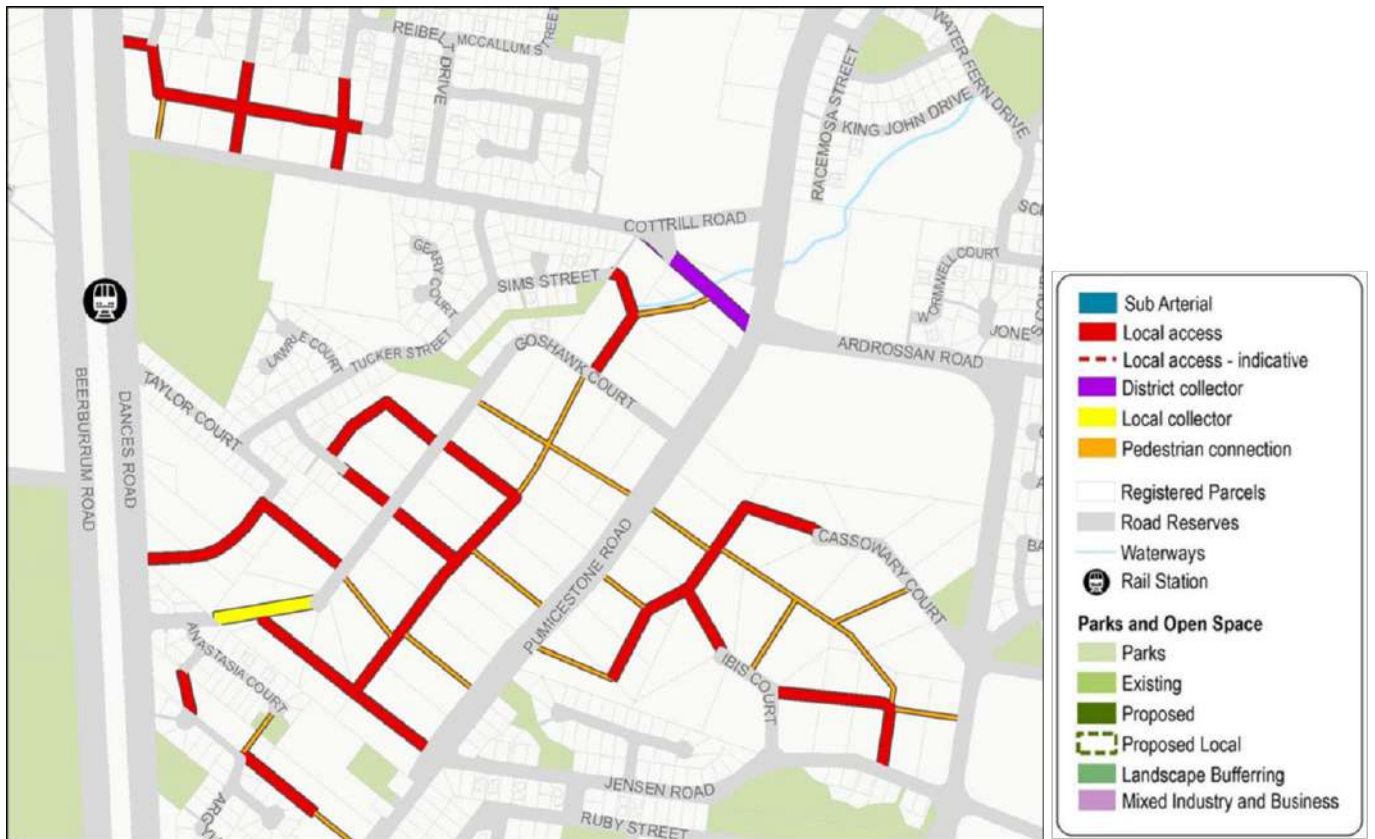 REIBELT DRIVE
MCCALLUM S
STREET
WATER FERN DRIVE
RACEMOSA STREET
KING JOHN DRIVE
COTTRILL ROAD
GEARY COURT
SIMS STREET
WORMWELL COURT
JONE
ARDROSSAN ROAD
LAWRIE COURT
TUCKER STREET
GOSHAWK COURT
TAYLOR COURT
BEERBURRUM ROAD
DANCES ROAD
PUMICESTONE ROAD
CASSOWARY COURT
IBIS COURT
ANASTASIA COURT
JENSEN ROAD
RUBY STREET
Sub Arterial
Local access
Local access - indicative
District collector
Local collector
Pedestrian connection
Registered Parcels
Road Reserves
Waterways
Rail Station
Parks and Open Space
Parks
Existing
Proposed
Proposed Local
Landscape Bufferring
Mixed Industry and Business